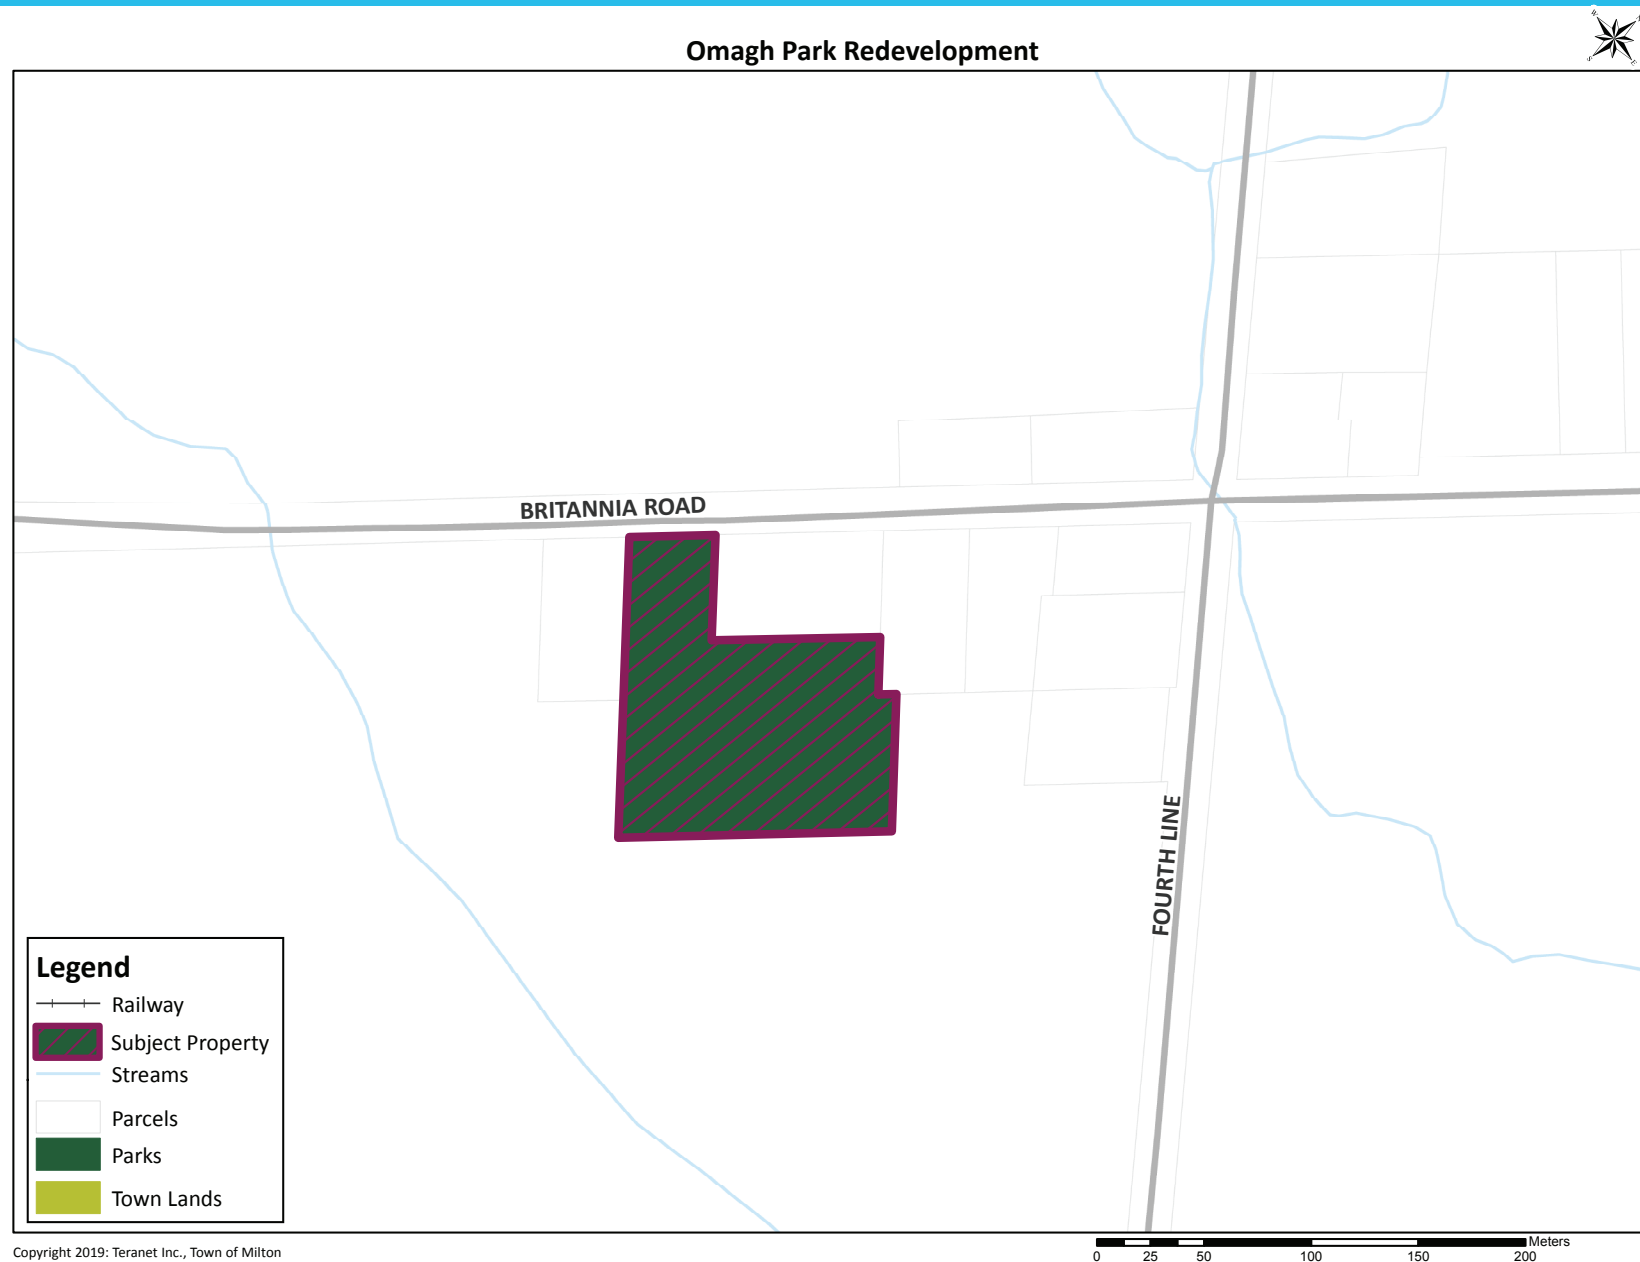 Omagh Park Redevelopment
W
S
E
BRITANNIA ROAD
FOURTH LINE
Legend
Railway
Subject Property
Streams
Parcels
Parks
Town Lands
Copyright 2019: Teranet Inc., Town of Milton
Meters
0 25 50 100 150 200